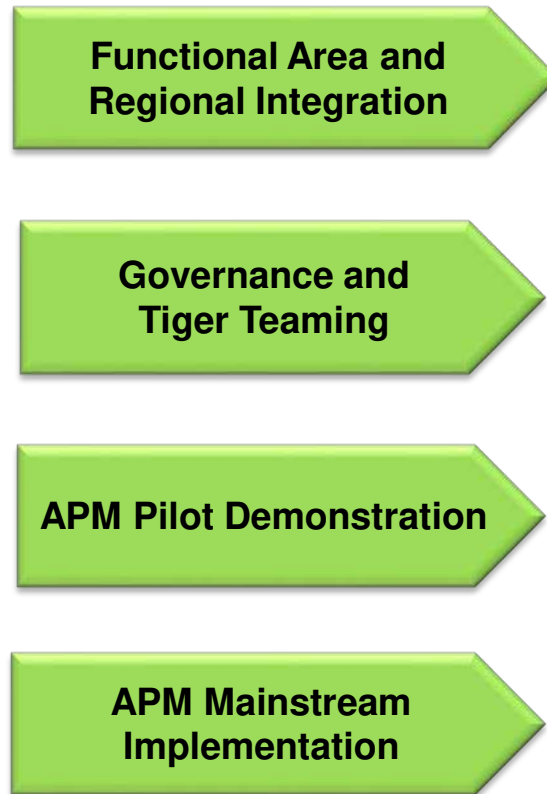 Functional Area and
Regional Integration
Governance and
Tiger Teaming
APM Pilot Demonstration
APM Mainstream
Implementation